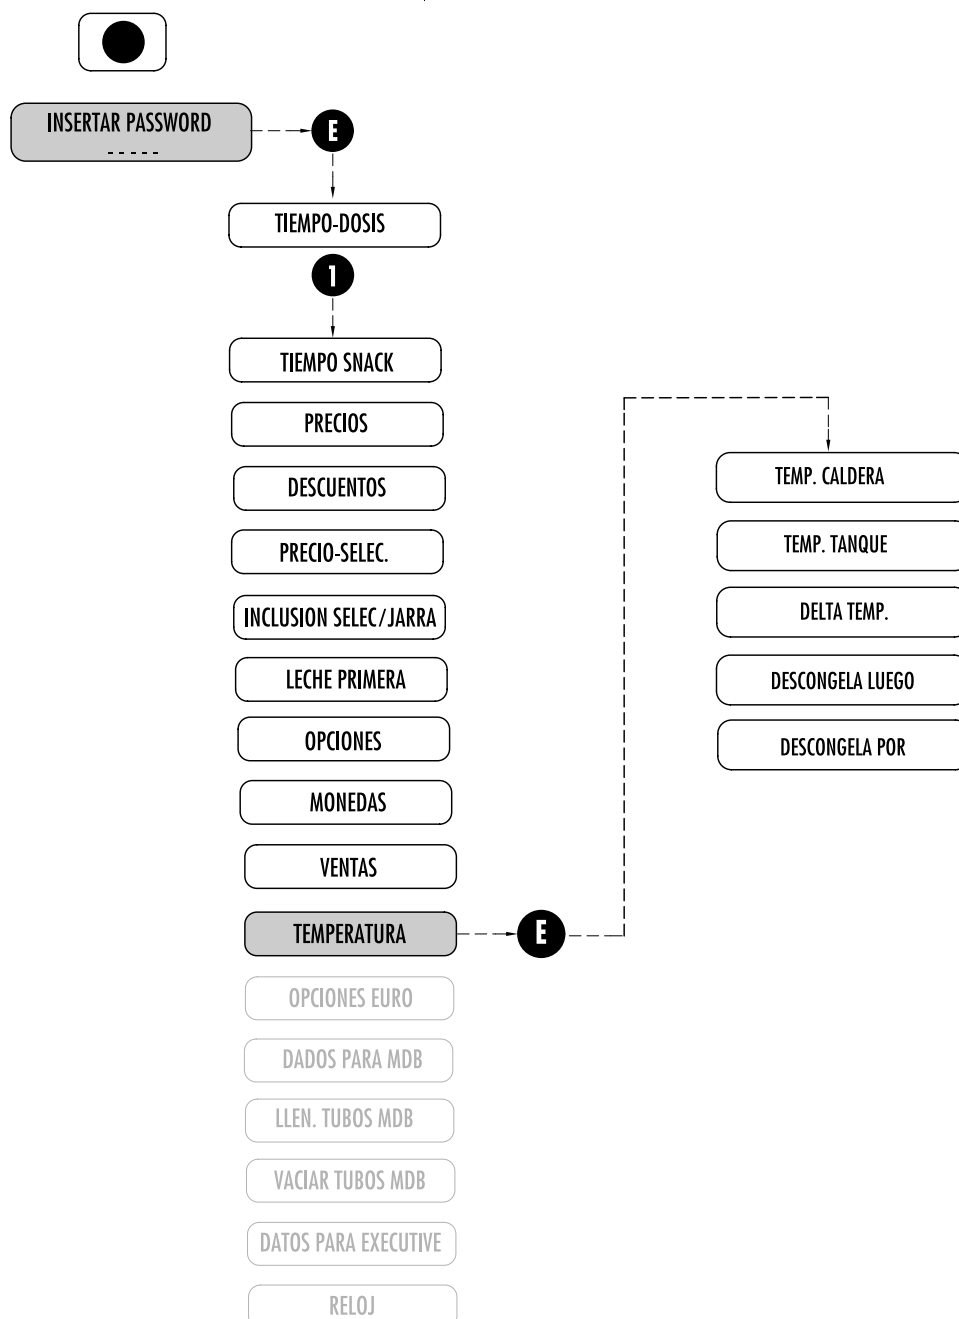 INSERTAR PASSWORD
- - - - -
E
TIEMPO-DOSIS
1
TIEMPO SNACK
PRECIOS
DESCUENTOS
PRECIO-SELEC.
INCLUSION SELEC/JARRA
LECHE PRIMERA
OPCIONES
MONEDAS
VENTAS
TEMPERATURA
E
OPCIONES EURO
DADOS PARA MDB
LLEN. TUBOS MDB
VACIAR TUBOS MDB
DATOS PARA EXECUTIVE
RELOJ
TEMP. CALDERA
TEMP. TANQUE
DELTA TEMP.
DESCONGELA LUEGO
DESCONGELA POR